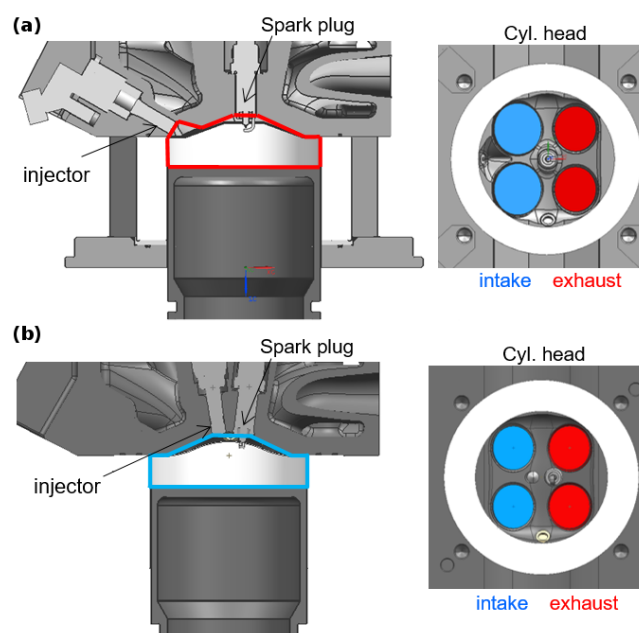 (a)
Spark plug
Cyl. head
injector
intake exhaust
(b)
Spark plug
Cyl. head
injector
intake exhaust